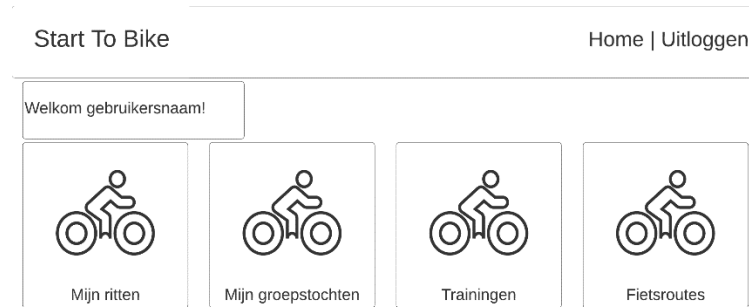 Start To Bike
Home | Uitloggen
Welkom gebruikersnaam!
Mijn ritten
Mijn groepstochten
Trainingen
Fietsroutes